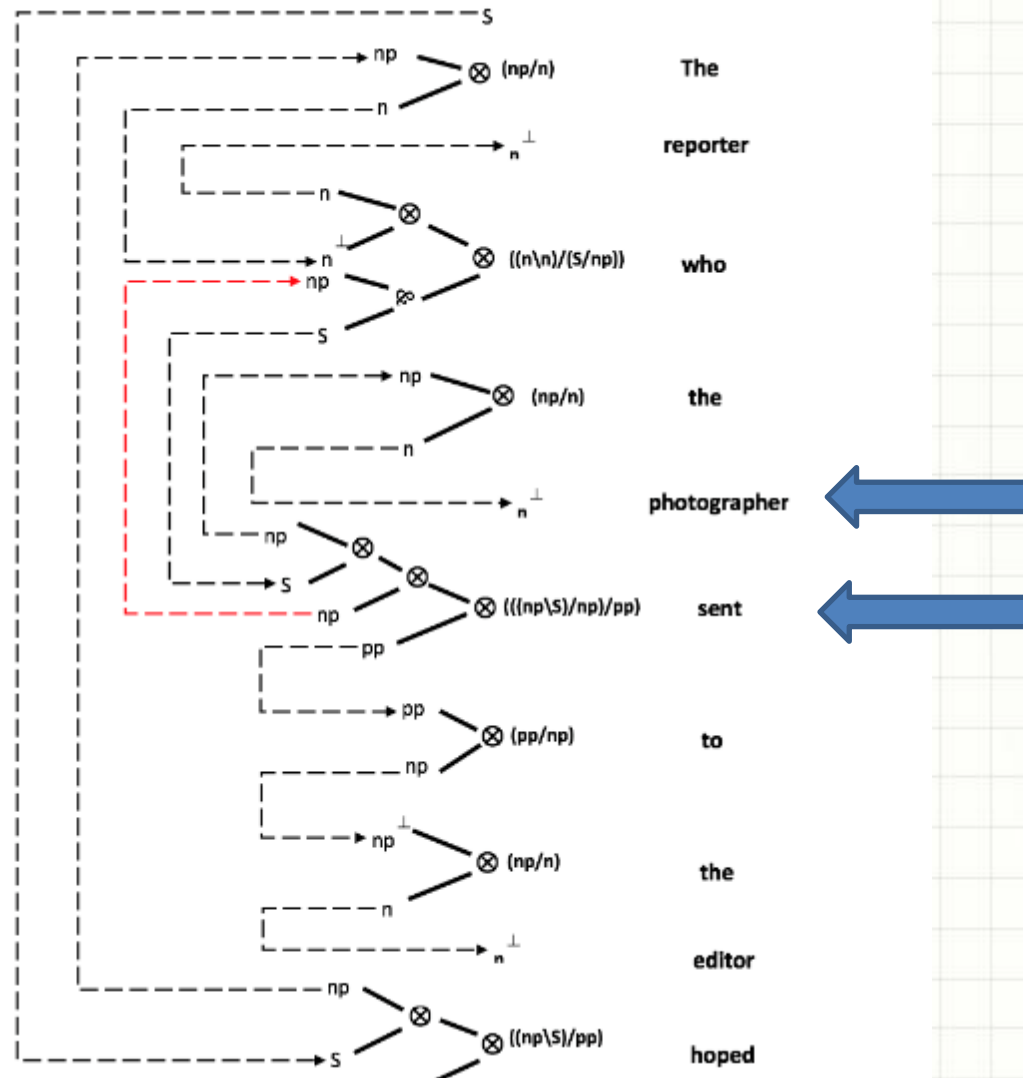 S
np
⊗ (np/n) The
n
n ⊥ reporter
n
⊗
n ⊥
⊗ ((n\n)/(S/np)) who
np
⅋
S
np
⊗ (np/n) the
n
n ⊥ photographer
np
⊗
S
⊗
np
⊗ (((np\S)/np)/pp) sent
pp
pp
⊗ (pp/np) to
np
np ⊥
⊗ (np/n) the
n
n ⊥ editor
np
⊗
⊗ ((np\S)/pp) hoped
S